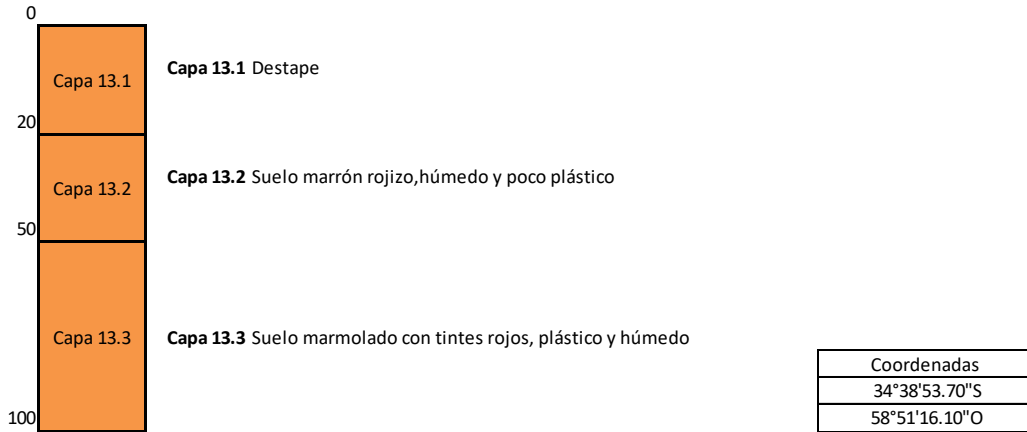 0
Capa 13.1
Capa 13.1 Destape
20
Capa 13.2
Capa 13.2 Suelo marrón rojizo,húmedo y poco plástico
50
Capa 13.3
Capa 13.3 Suelo marmolado con tintes rojos, plástico y húmedo
100
Coordenadas
34°38'53.70"S
58°51'16.10"O